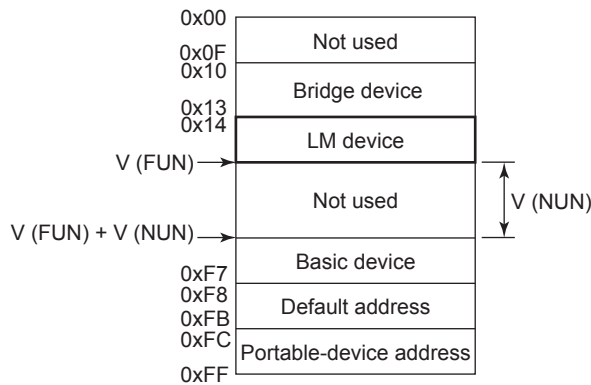 0x00
Not used
0x0F
0x10
Bridge device
0x13
0x14
LM device
V (FUN)
Not used
V (NUN)
V (FUN) + V (NUN)
Basic device
0xF7
0xF8
Default address
0xFB
0xFC
Portable-device address
0xFF